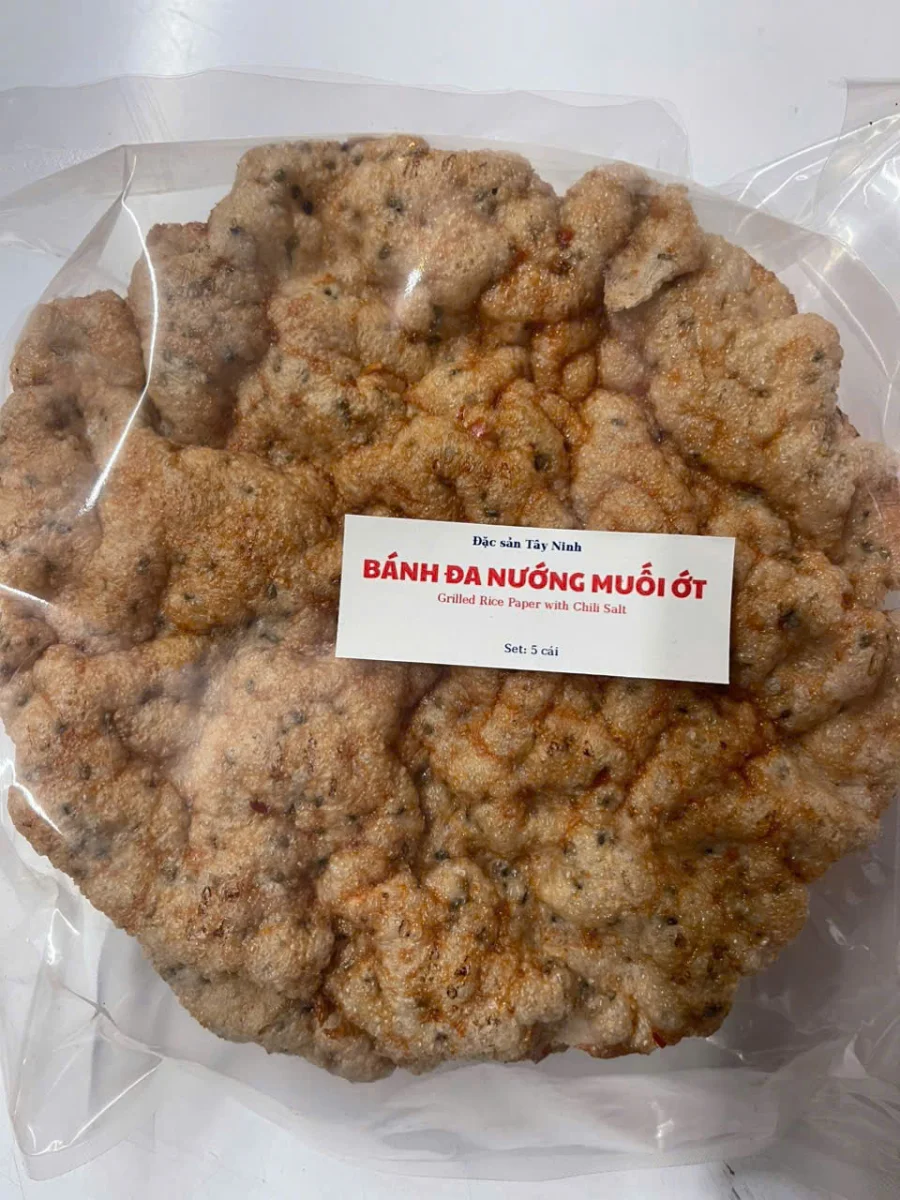 Đặc sản Tây Ninh
BÁNH ĐA NƯỚNG MUỐI ỚT
Grilled Rice Paper with Chili Salt
Set: 5 cái